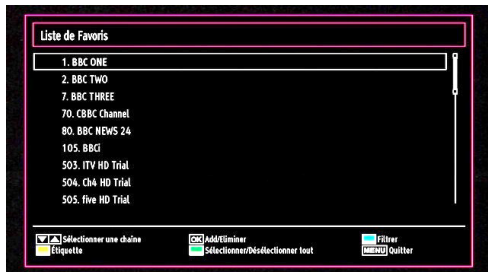 Liste de Favoris
1. BBC ONE
2. BBC TWO
7. BBC THREE
70. CBBC Channel
80. BBC NEWS 24
105. BBCi
503. ITV HD Trial
504. Ch4 HD Trial
505. five HD Trial
Sélectionner une chaine OK Add/Eliminer Filtrer
Étiquette Sélectionner/Désélectionner tout MENU Quitter